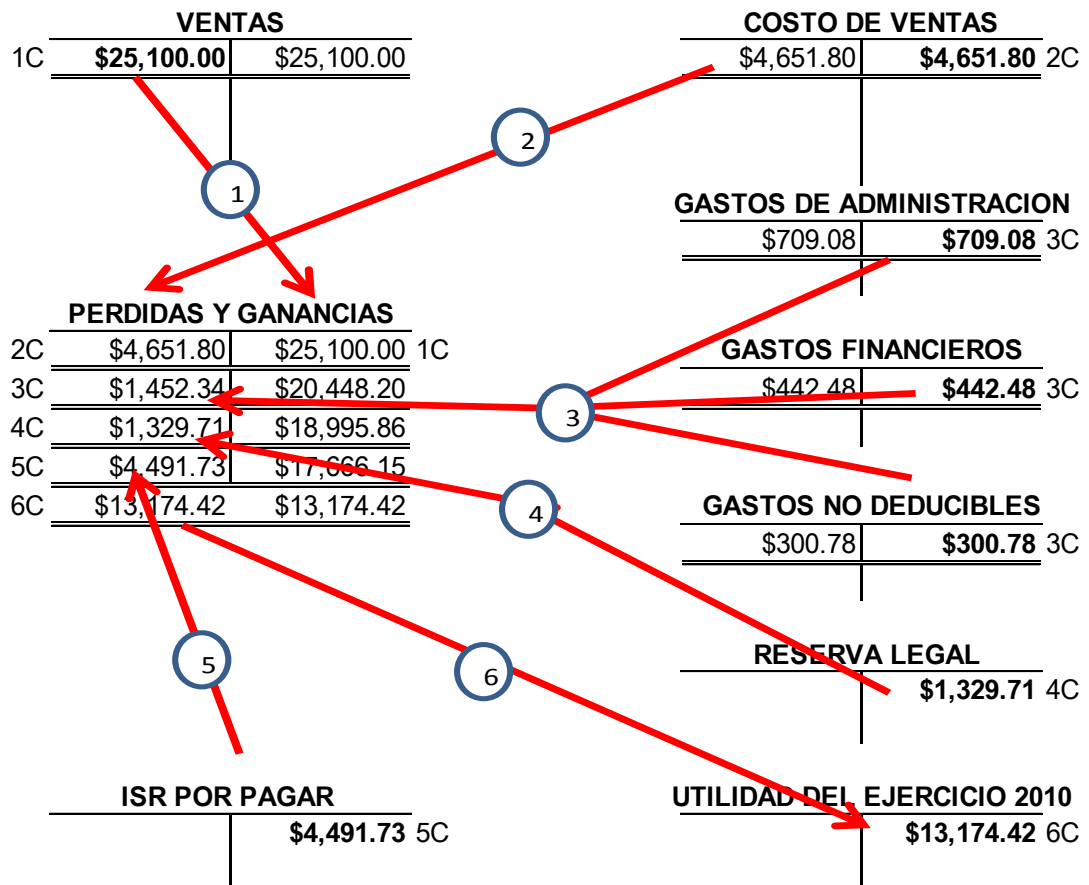 VENTAS
1C $25,100.00 $25,100.00
COSTO DE VENTAS
$4,651.80 $4,651.80 2C
2
1
GASTOS DE ADMINISTRACION
$709.08 $709.08 3C
PERDIDAS Y GANANCIAS
2C $4,651.80 $25,100.00 1C
3C $1,452.34 $20,448.20
4C $1,329.71 $18,995.86
5C $4,491.73 $17,666.15
6C $13,174.42 $13,174.42
GASTOS FINANCIEROS
$442.48 $442.48 3C
3
4
GASTOS NO DEDUCIBLES
$300.78 $300.78 3C
5
6
RESERVA LEGAL
$1,329.71 4C
ISR POR PAGAR
$4,491.73 5C
UTILIDAD DEL EJERCICIO 2010
$13,174.42 6C